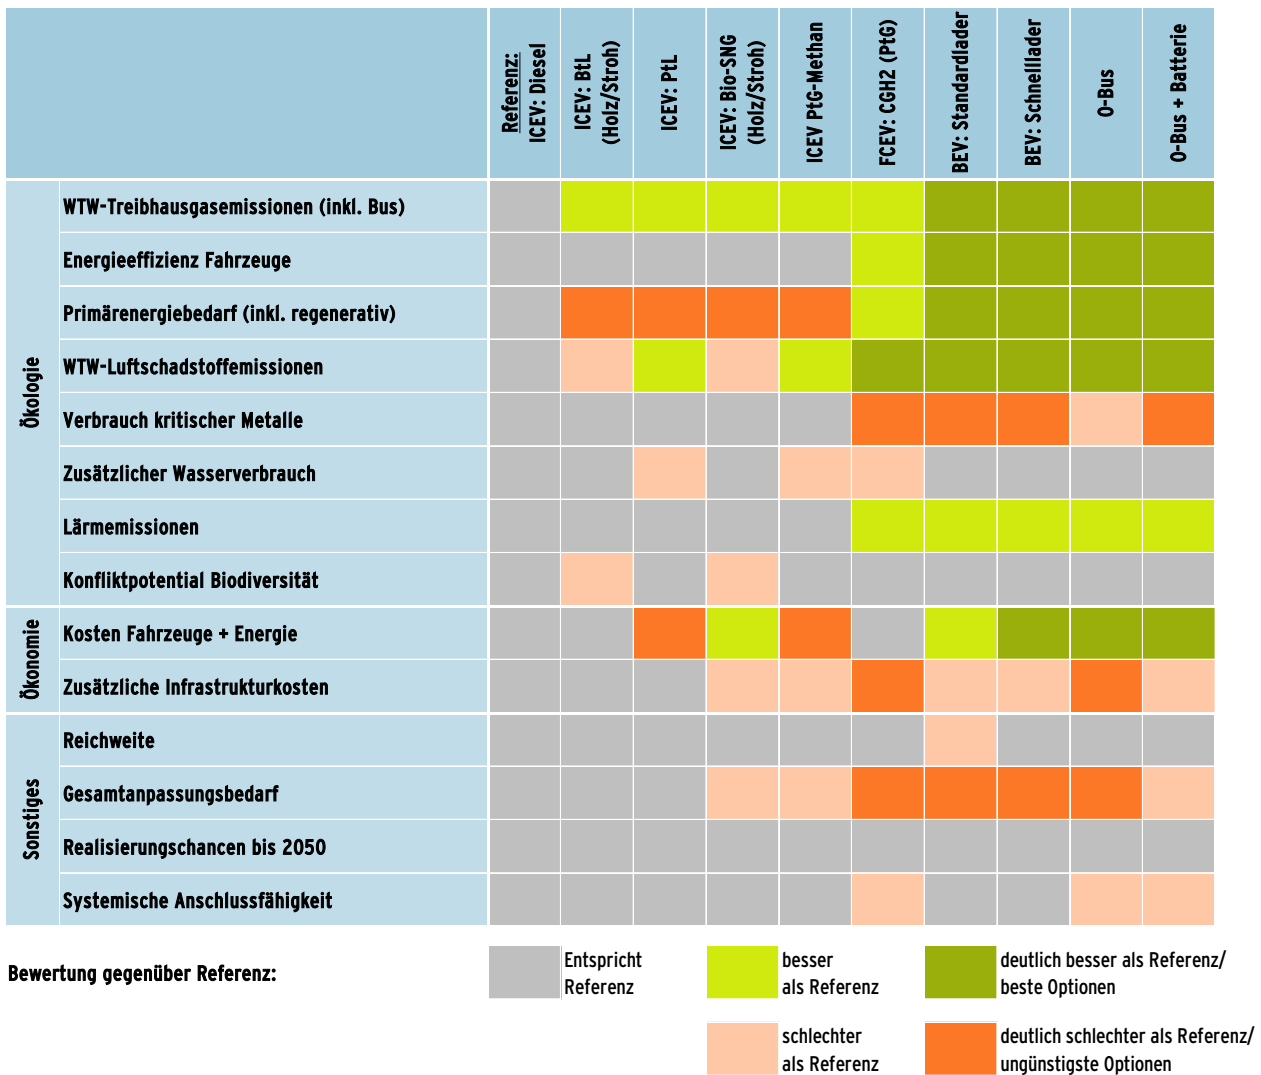 Referenz:
ICEV: Diesel
ICEV: BtL
(Holz/Stroh)
ICEV: PtL
ICEV: Bio-SNG
(Holz/Stroh)
ICEV PtG-Methan
FCEV: CGH2 (PtG)
BEV: Standardlader
BEV: Schnelllader
O-Bus
O-Bus + Batterie
Ökologie
WTW-Treibhausgasemissionen (inkl. Bus)
Energieeffizienz Fahrzeuge
Primärenergiebedarf (inkl. regenerativ)
WTW-Luftschadstoffemissionen
Verbrauch kritischer Metalle
Zusätzlicher Wasserverbrauch
Lärmemissionen
Konfliktpotential Biodiversität
Ökonomie
Kosten Fahrzeuge + Energie
Zusätzliche Infrastrukturkosten
Sonstiges
Reichweite
Gesamtanpassungsbedarf
Realisierungschancen bis 2050
Systemische Anschlussfähigkeit
Bewertung gegenüber Referenz:
Entspricht
Referenz
besser
als Referenz
deutlich besser als Referenz/
beste Optionen
schlechter
als Referenz
deutlich schlechter als Referenz/
ungünstigste Optionen